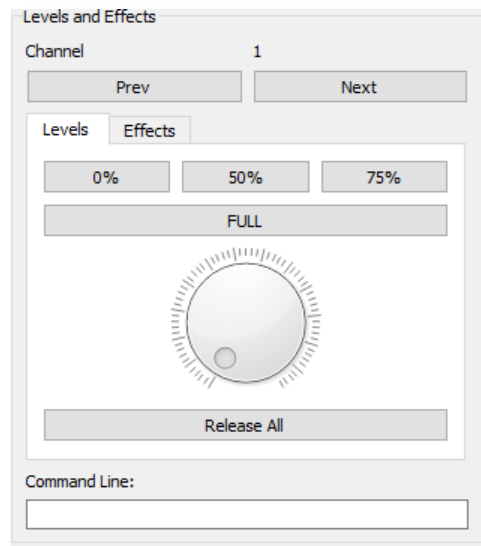 Levels and Effects
Channel 1
Prev Next
Levels Effects
0% 50% 75%
FULL
Release All
Command Line: